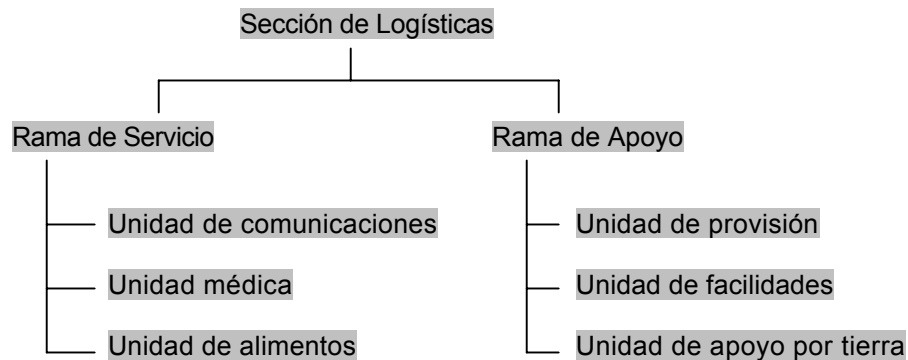 Sección de Logísticas
Rama de Servicio
Unidad de comunicaciones
Unidad médica
Unidad de alimentos
Rama de Apoyo
Unidad de provisión
Unidad de facilidades
Unidad de apoyo por tierra